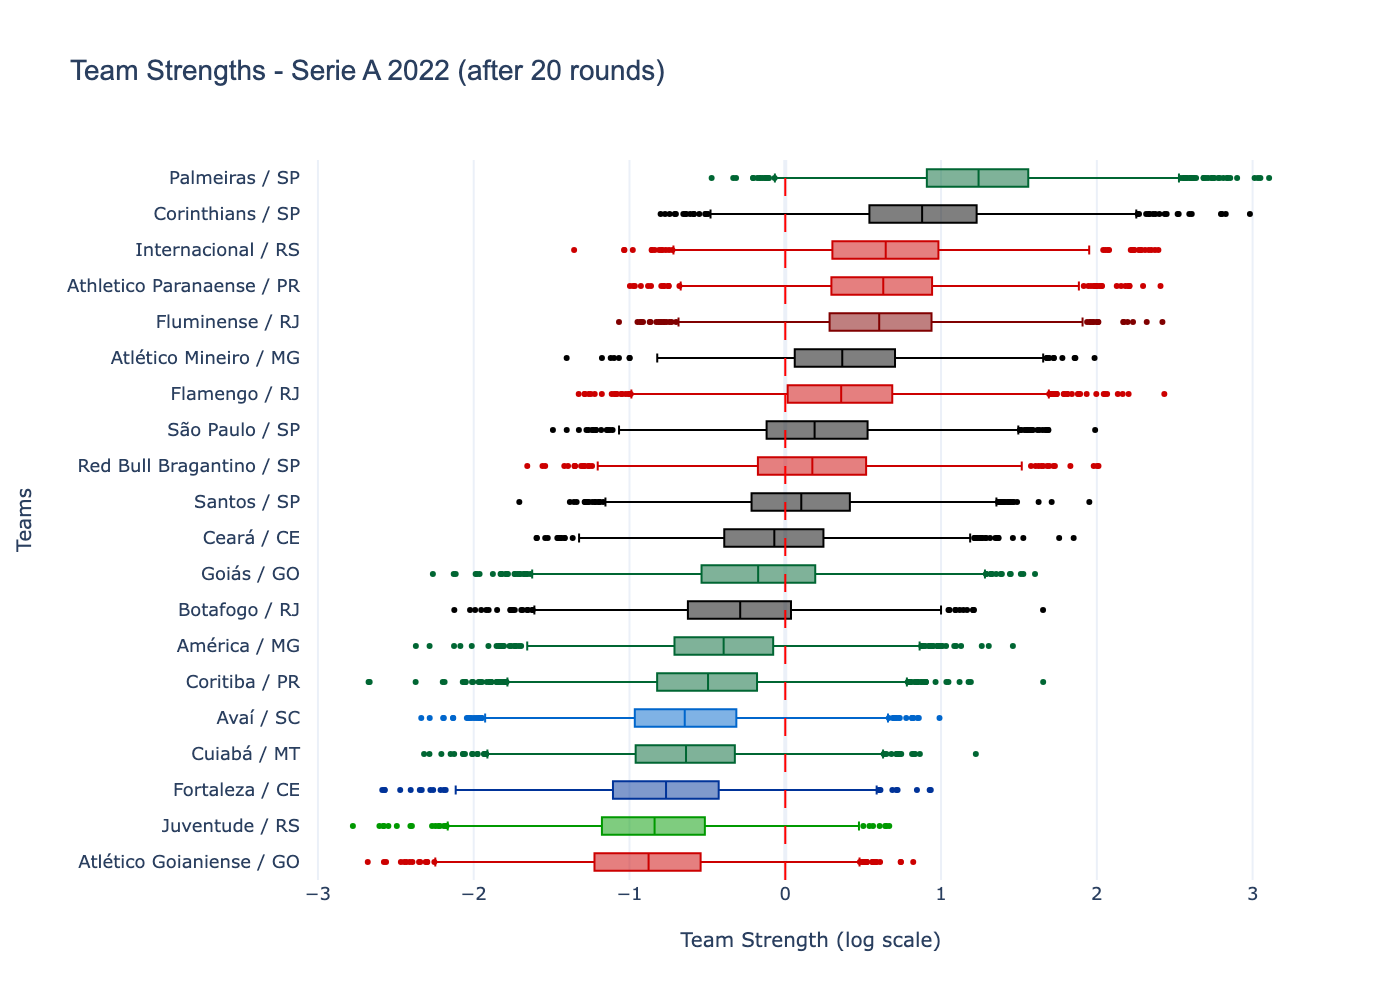 Team Strengths - Serie A 2022 (after 20 rounds)
Palmeiras / SP
Corinthians / SP
Internacional / RS
Athletico Paranaense / PR
Fluminense / RJ
Atlético Mineiro / MG
Flamengo / RJ
São Paulo / SP
Red Bull Bragantino / SP
Santos / SP
Ceará / CE
Goiás / GO
Botafogo / RJ
América / MG
Coritiba / PR
Avaí / SC
Cuiabá / MT
Fortaleza / CE
Juventude / RS
Atlético Goianiense / GO
Teams
−3 −2 −1 0 1 2 3
Team Strength (log scale)